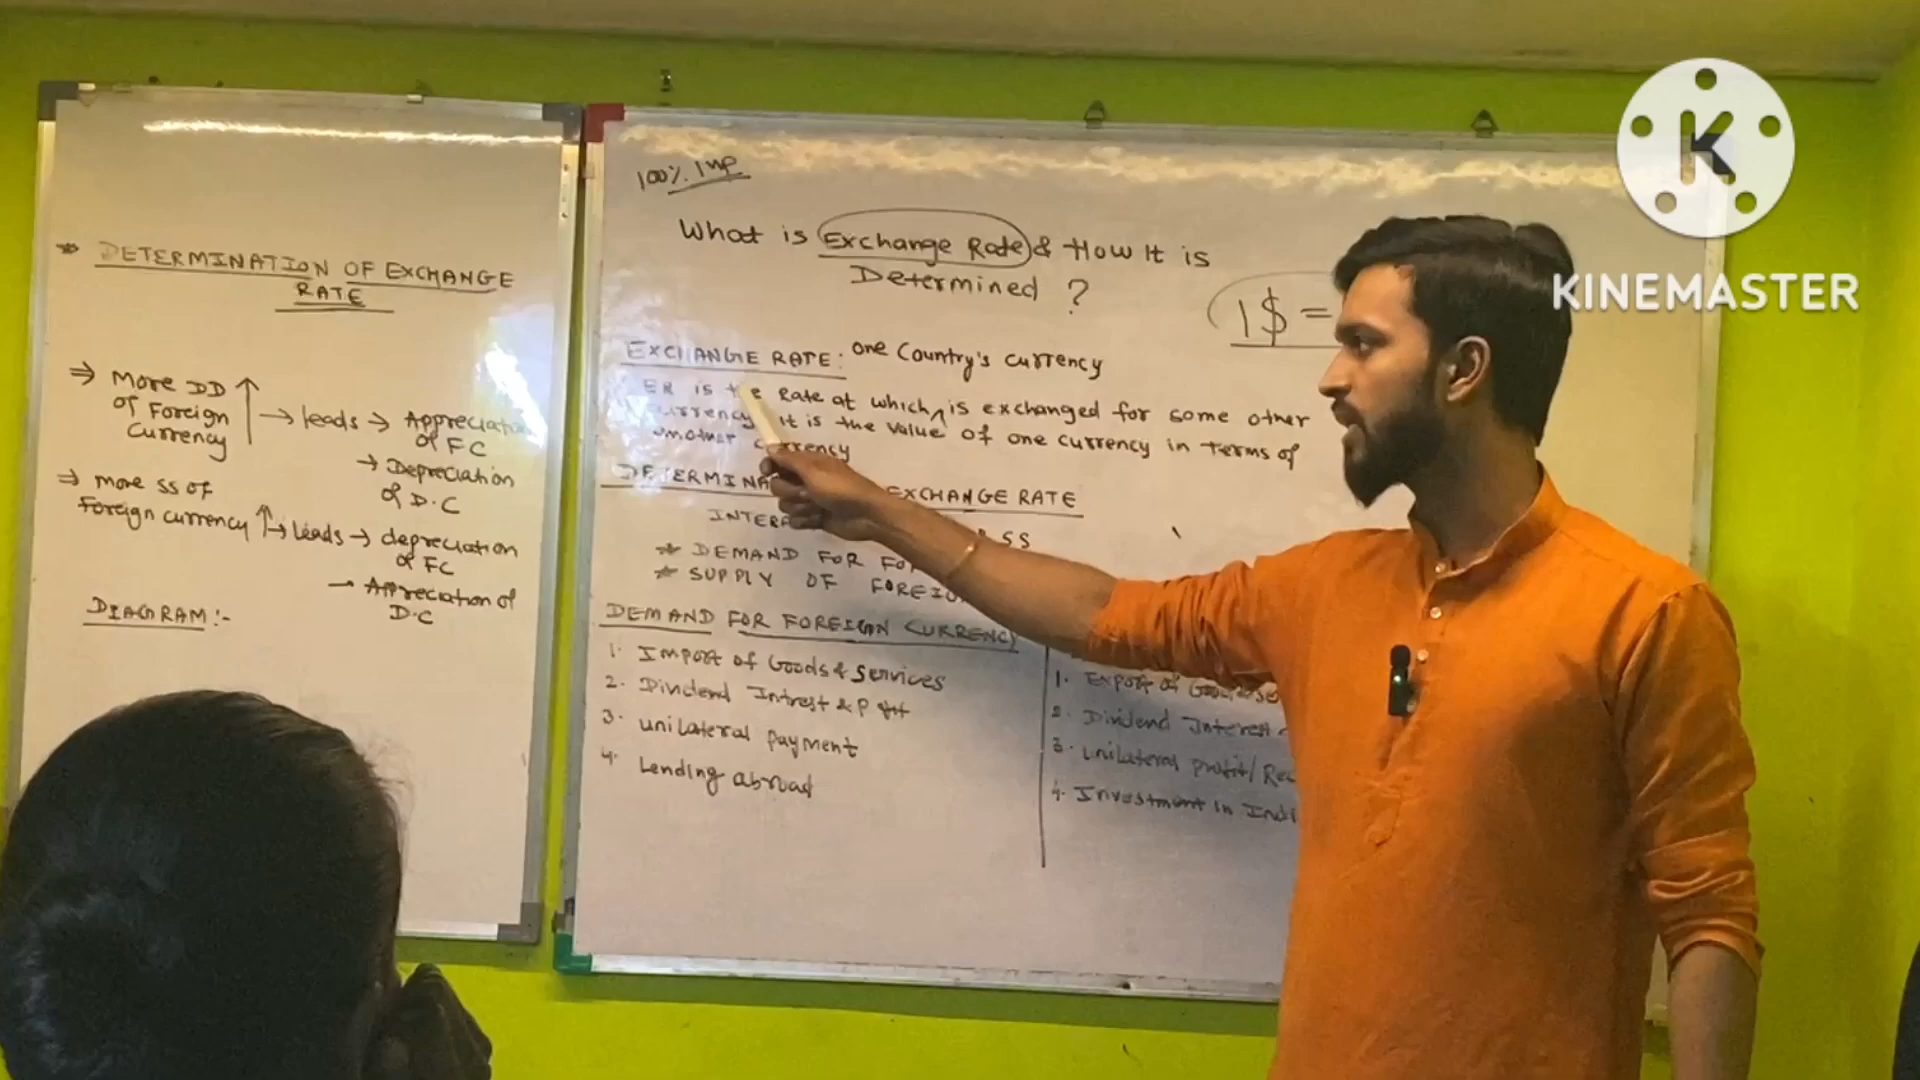 * DETERMINATION OF EXCHANGE
RATE
⇒ More DD ↑
of Foreign
currency
→ leads → Appreciation
of FC
→ Depreciation
of D.C
⇒ more SS of
Foreign currency ↑
→ leads → depreciation
of FC
→ Appreciation of
D.C
DIAGRAM :-
100% Imp
What is Exchange Rate & How It is
Determined ?
1$ =
EXCHANGE RATE: one Country's currency
ER is the Rate at which ^ is exchanged for some other
currency It is the value of one currency in terms of
another currency
EXCHANGE RATE
SS
* DEMAND FOR
* SUPPLY OF
DEMAND FOR FOREIGN CURRENCY
1. Import of Goods & Services
2. Dividend Intrest &
3. unilateral payment
4. Lending abroad
1. Export of
2. Dividend Interest
3. unilateral profit/
4. Investment in
K
KINEMASTER